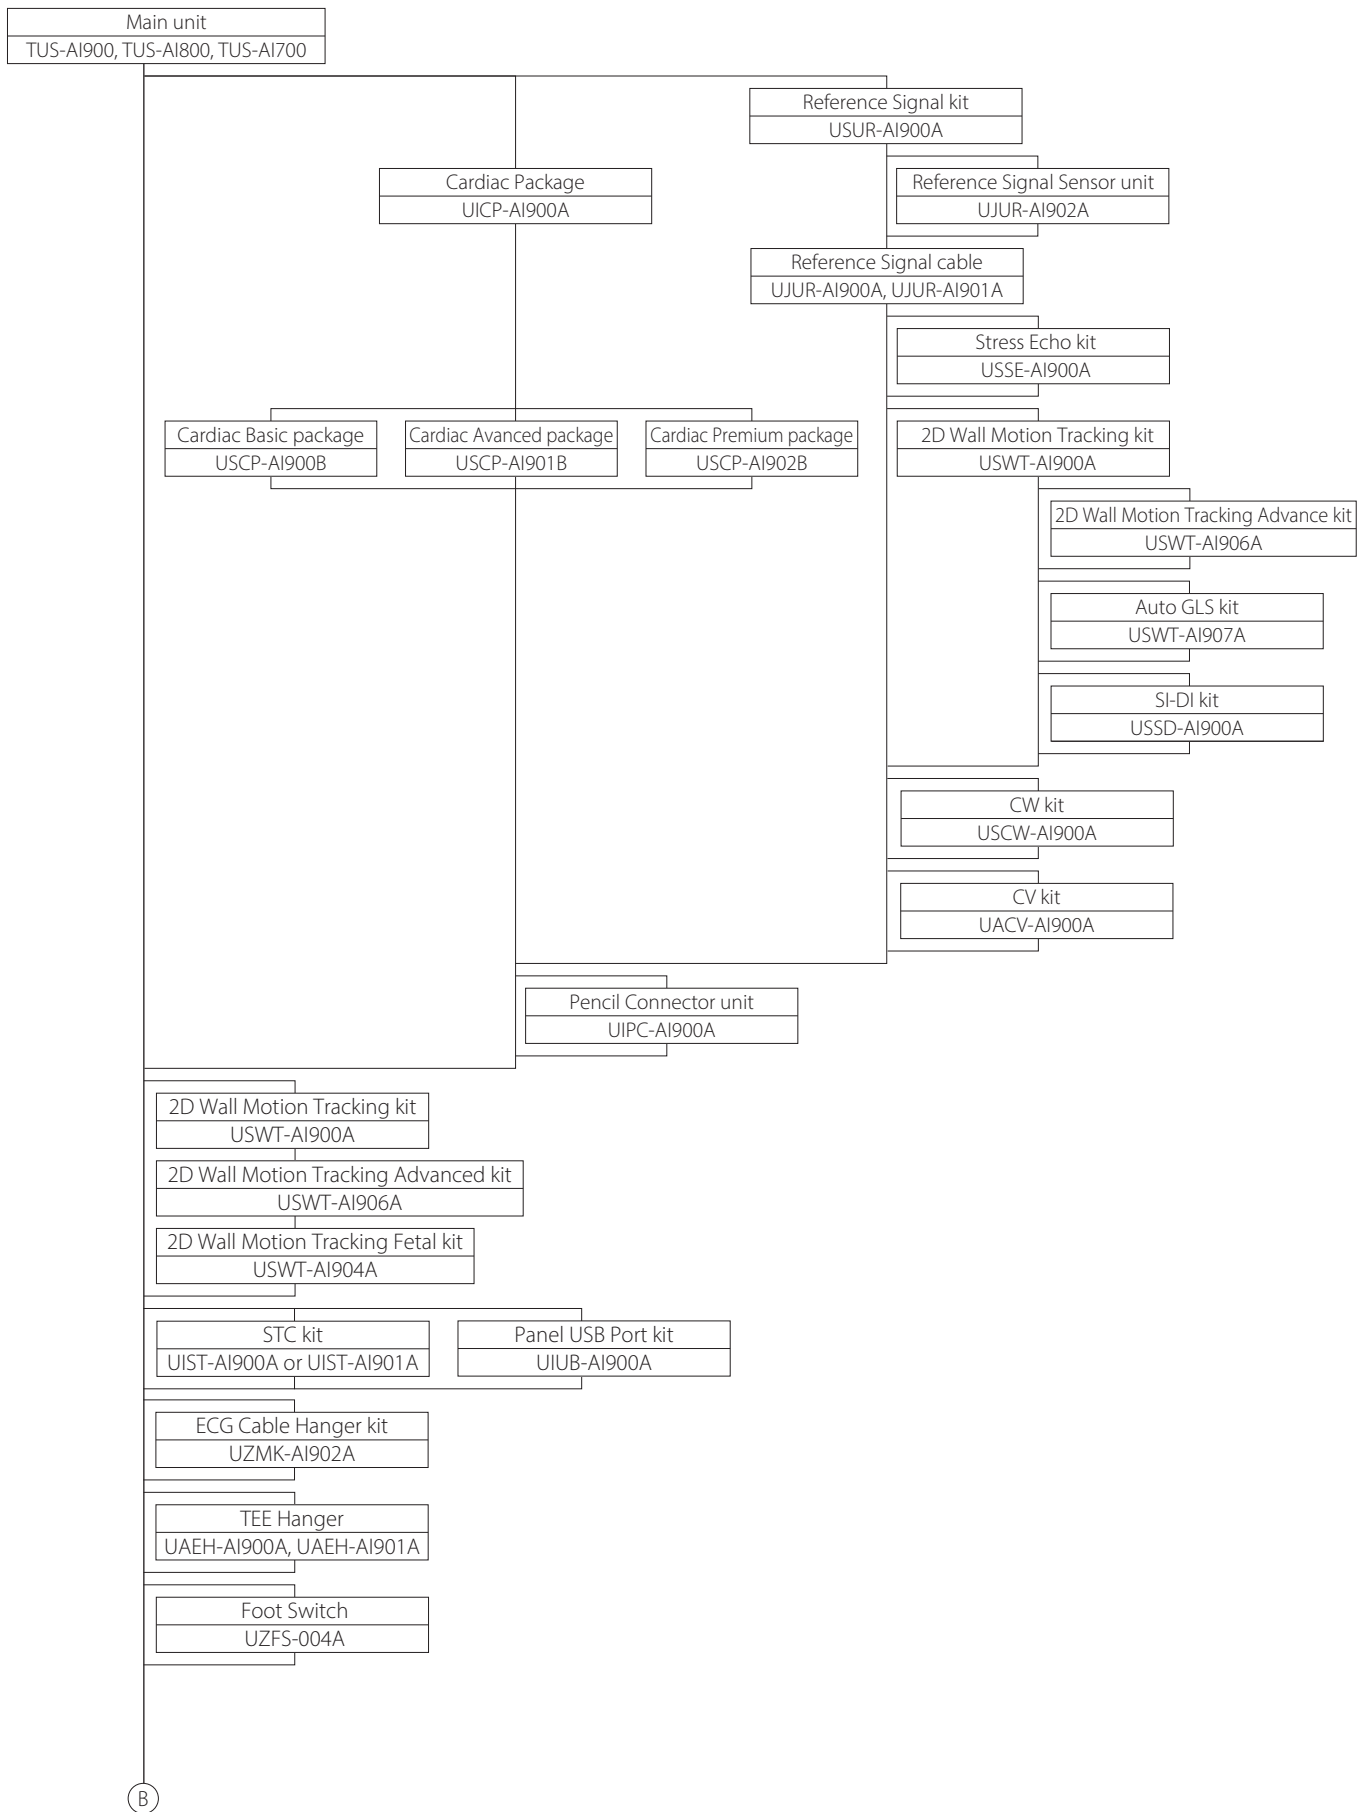 Main unit
TUS-AI900, TUS-AI800, TUS-AI700
Reference Signal kit
USUR-AI900A
Cardiac Package
UICP-AI900A
Reference Signal Sensor unit
UJUR-AI902A
Reference Signal cable
UJUR-AI900A, UJUR-AI901A
Stress Echo kit
USSE-AI900A
Cardiac Basic package
USCP-AI900B
Cardiac Avanced package
USCP-AI901B
Cardiac Premium package
USCP-AI902B
2D Wall Motion Tracking kit
USWT-AI900A
2D Wall Motion Tracking Advance kit
USWT-AI906A
Auto GLS kit
USWT-AI907A
SI-DI kit
USSD-AI900A
CW kit
USCW-AI900A
CV kit
UACV-AI900A
Pencil Connector unit
UIPC-AI900A
2D Wall Motion Tracking kit
USWT-AI900A
2D Wall Motion Tracking Advanced kit
USWT-AI906A
2D Wall Motion Tracking Fetal kit
USWT-AI904A
STC kit
UIST-AI900A or UIST-AI901A
Panel USB Port kit
UIUB-AI900A
ECG Cable Hanger kit
UZMK-AI902A
TEE Hanger
UAEH-AI900A, UAEH-AI901A
Foot Switch
UZFS-004A
B